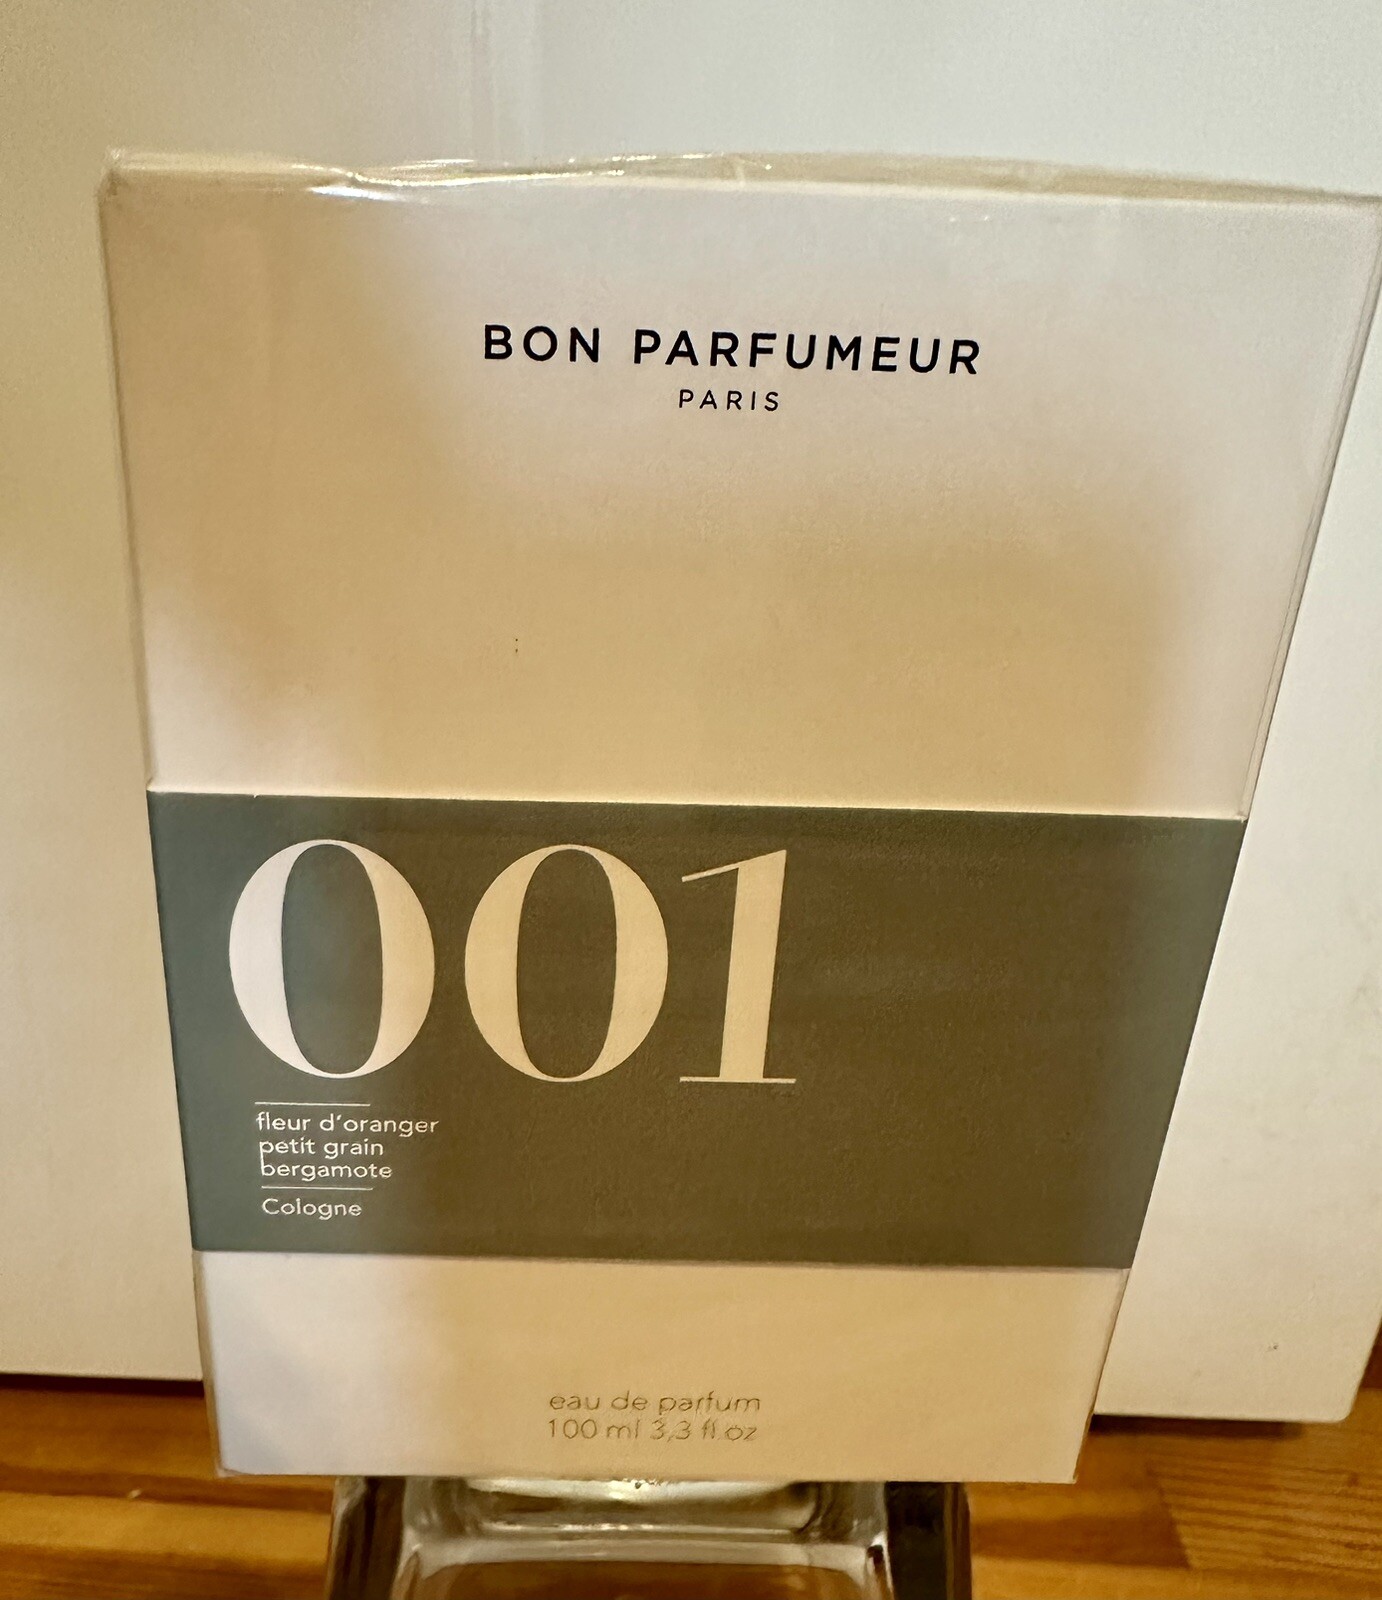 BON PARFUMEUR
PARIS
001
fleur d'oranger
petit grain
bergamote
Cologne
eau de parfum
100 ml 3,3 fl.oz